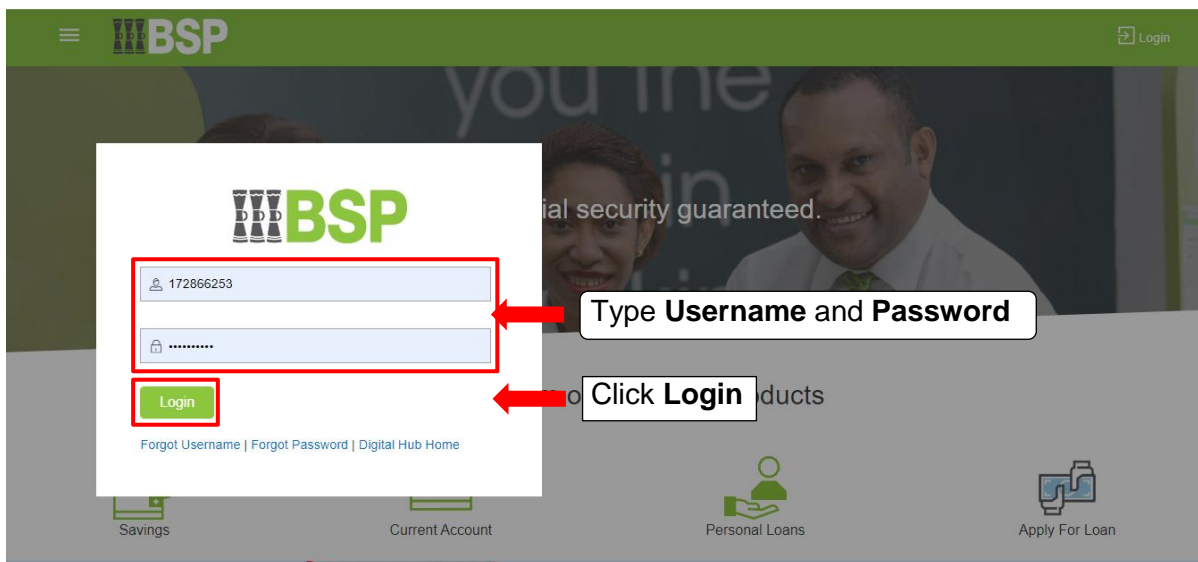 BSP
Login
you the
in
BSP
ial security guaranteed.
172866253
Type Username and Password
Login
Click Login
oducts
Forgot Username | Forgot Password | Digital Hub Home
Savings
Current Account
Personal Loans
Apply For Loan